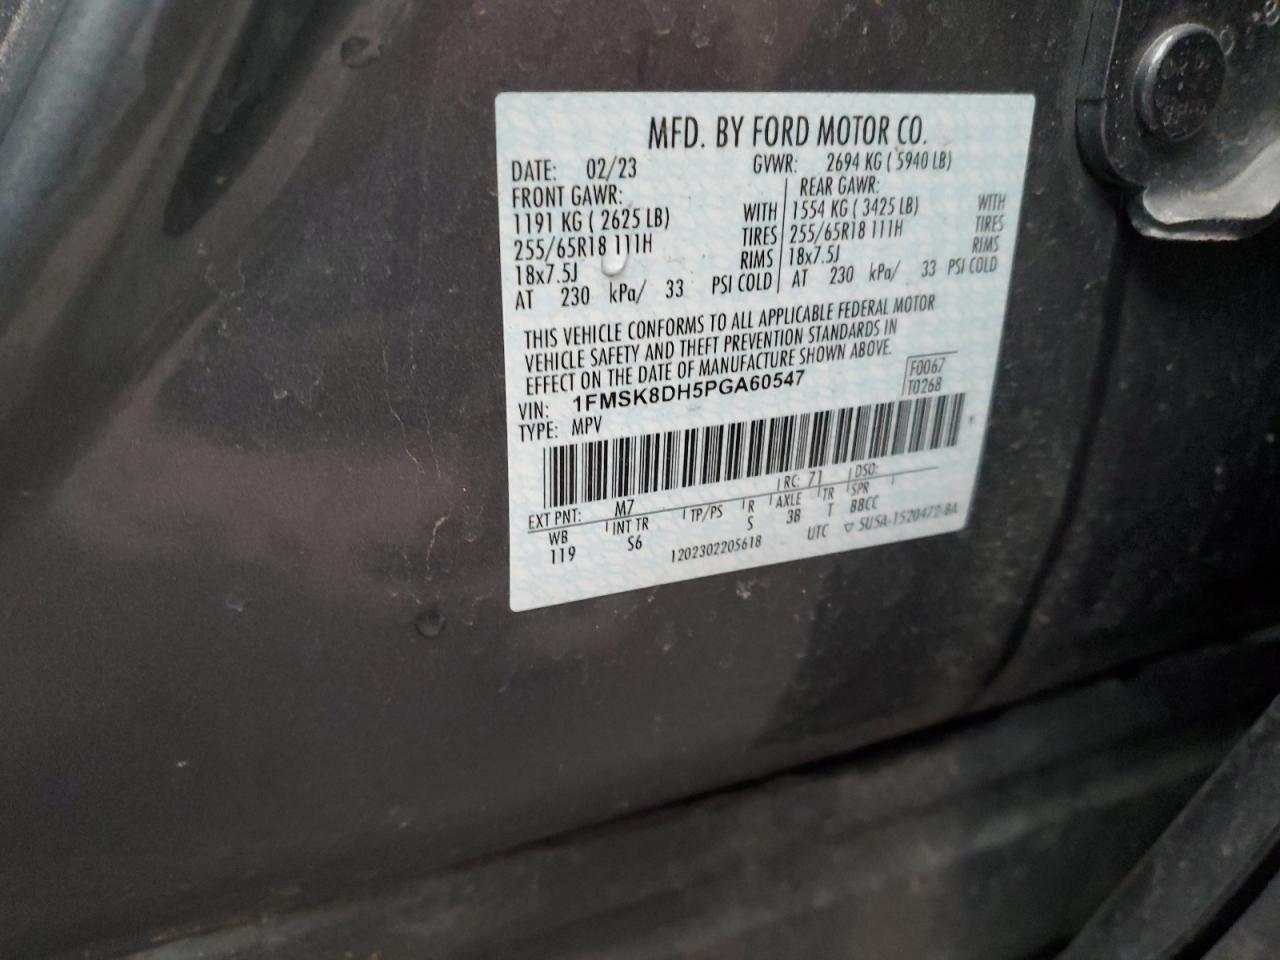 MFD. BY FORD MOTOR CO.
DATE: 02/23 GVWR: 2694 KG ( 5940 LB)
FRONT GAWR: REAR GAWR:
1191 KG ( 2625 LB) WITH 1554 KG ( 3425 LB) WITH
255/65R18 111H TIRES 255/65R18 111H TIRES
18x7.5J RIMS 18x7.5J RIMS
AT 230 kPa/ 33 PSI COLD AT 230 kPa/ 33 PSI COLD
THIS VEHICLE CONFORMS TO ALL APPLICABLE FEDERAL MOTOR
VEHICLE SAFETY AND THEFT PREVENTION STANDARDS IN
EFFECT ON THE DATE OF MANUFACTURE SHOWN ABOVE.
VIN: 1FMSK8DH5PGA60547 F0067
TYPE: MPV T0268
EXT PNT: M7 RC: 71 DSO:
WB INT TR TP/PS R AXLE TR SPR
119 S6 S 3B T BBCC
1202302205618 UTC ▽ 5U5A-1520472-BA